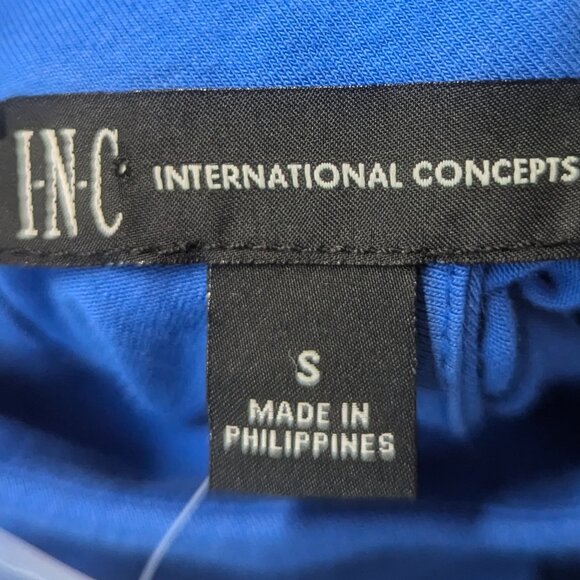 I·N·C INTERNATIONAL CONCEPTS
S
MADE IN
PHILIPPINES